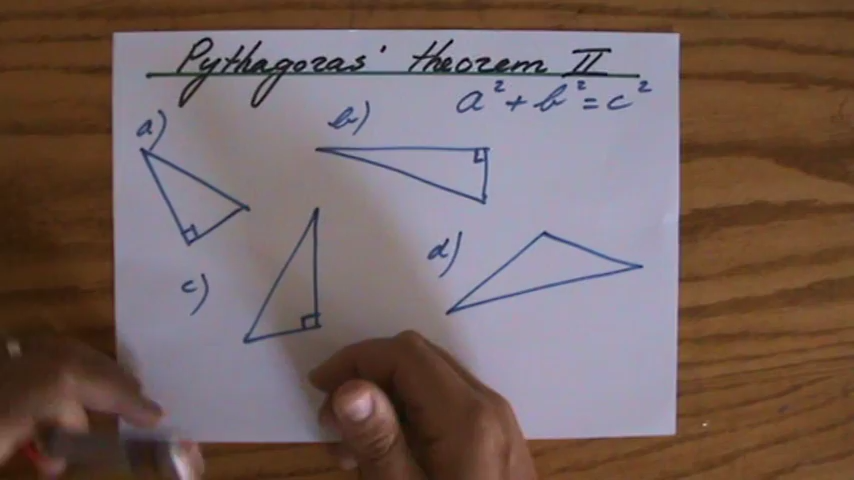 Pythagoras' theorem II
a² + b² = c²
a)
b)
c)
d)